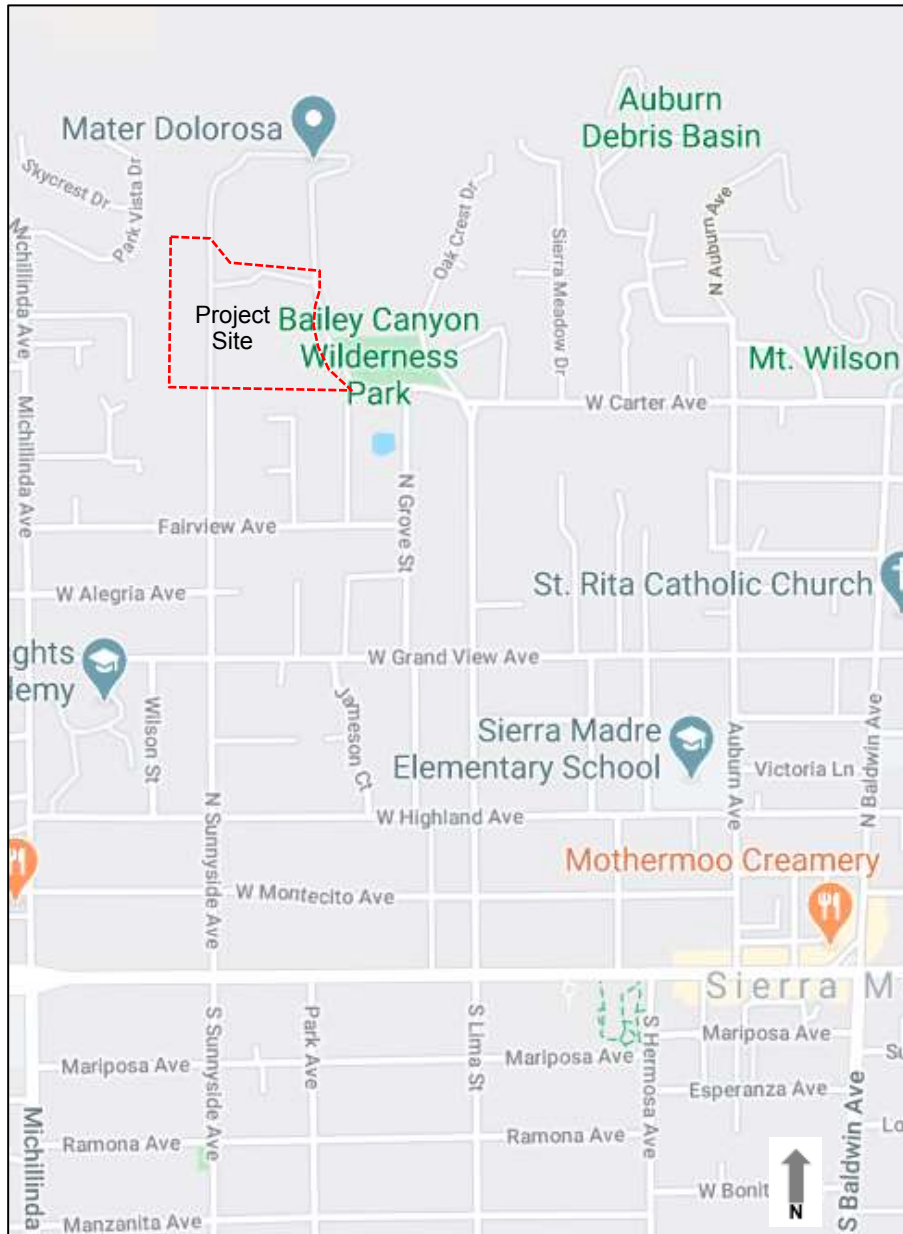 Auburn
Debris Basin
Mater Dolorosa
Skycrest Dr
Park Vista Dr
Oak Crest Dr
Sierra Meadow Dr
N Auburn Ave
Michillinda Ave
Project
Site
Bailey Canyon
Wilderness
Park
Mt. Wilson
W Carter Ave
Michillinda Ave
N Grove St
Fairview Ave
W Alegria Ave
St. Rita Catholic Church
W Grand View Ave
ghts
demy
Wilson St
Jameson Ct
Sierra Madre
Elementary School
Auburn Ave
Victoria Ln
N Baldwin Ave
N Sunnyside Ave
W Highland Ave
Mothermoo Creamery
W Montecito Ave
Sierra M
S Sunnyside Ave
Park Ave
S Lima St
S Hermosa Ave
Mariposa Ave
Mariposa Ave
Mariposa Ave
Su
Esperanza Ave
S Baldwin Ave
Lo
Michillinda
Ramona Ave
Ramona Ave
W Bonit
N
Manzanita Ave